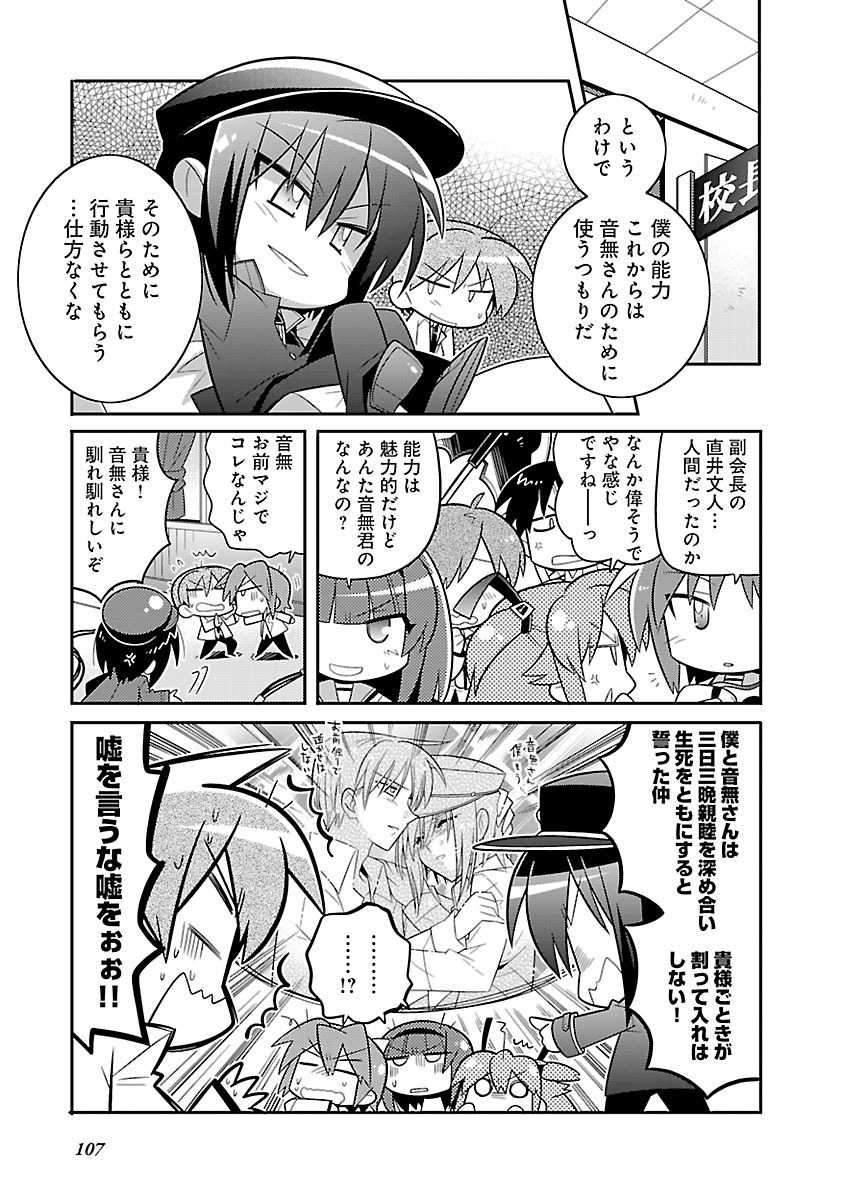 校長
という
わけで
僕の能力
これからは
音無さんのために
使うつもりだ
そのために
貴様らとともに
行動させてもらう
…仕方なくな
副会長の
直井文人…
人間だったのか
なんか偉そうで
やな感じ
ですね──っ
能力は
魅力的だけど
あんた音無君の
なんなの？
音無
お前マジで
コレなんじゃ
貴様！
音無さんに
馴れ馴れしいぞ
僕と音無さんは
三日三晩親睦を深め合い
生死をともにすると
誓った仲
貴様ごときが
割って入れは
しない！
音無さん
僕もう…
………
………
…!?
嘘を言うな嘘をぉぉ!!
107